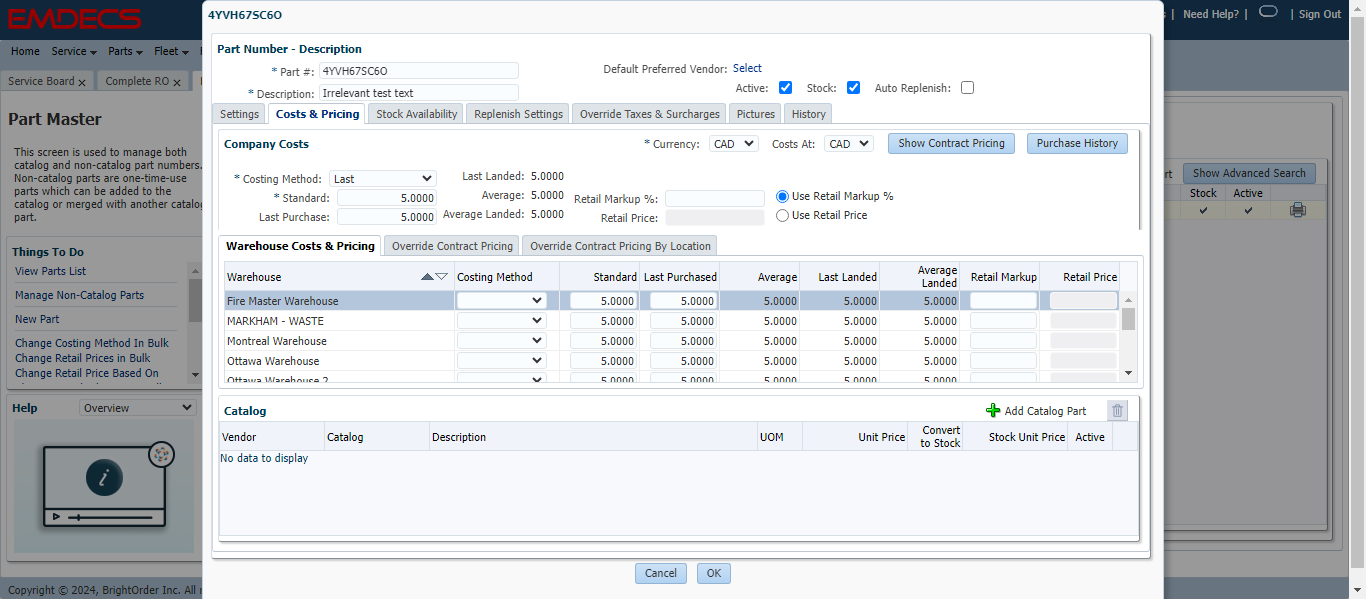 EMDECS
Need Help? | | Sign Out
Home Service Parts Fleet
Service Board Complete RO
Part Master
This screen is used to manage both
catalog and non-catalog part numbers.
Non-catalog parts are one-time-use
parts which can be added to the
catalog or merged with another catalog
part.
Things To Do
View Parts List
Manage Non-Catalog Parts
New Part
Change Costing Method In Bulk
Change Retail Prices in Bulk
Change Retail Price Based On
Help Overview
Copyright © 2024, BrightOrder Inc. All
Show Advanced Search
Stock Active
4YVH67SC6O
Part Number - Description
* Part #: 4YVH67SC6O
* Description: Irrelevant test text
Default Preferred Vendor: Select
Active: Stock: Auto Replenish:
Settings Costs & Pricing Stock Availability Replenish Settings Override Taxes & Surcharges Pictures History
Company Costs
* Currency: CAD Costs At: CAD Show Contract Pricing Purchase History
* Costing Method: Last
* Standard: 5.0000
Last Purchase: 5.0000
Last Landed: 5.0000
Average: 5.0000
Average Landed: 5.0000
Retail Markup %:
Retail Price:
Use Retail Markup %
Use Retail Price
Warehouse Costs & Pricing Override Contract Pricing Override Contract Pricing By Location
Warehouse Costing Method Standard Last Purchased Average Last Landed Average Landed Retail Markup Retail Price
Fire Master Warehouse 5.0000 5.0000 5.0000 5.0000 5.0000
MARKHAM - WASTE 5.0000 5.0000 5.0000 5.0000 5.0000
Montreal Warehouse 5.0000 5.0000 5.0000 5.0000 5.0000
Ottawa Warehouse 5.0000 5.0000 5.0000 5.0000 5.0000
Ottawa Warehouse 2 5.0000 5.0000 5.0000 5.0000 5.0000
Catalog
Add Catalog Part
Vendor Catalog Description UOM Unit Price Convert to Stock Stock Unit Price Active
No data to display
Cancel OK